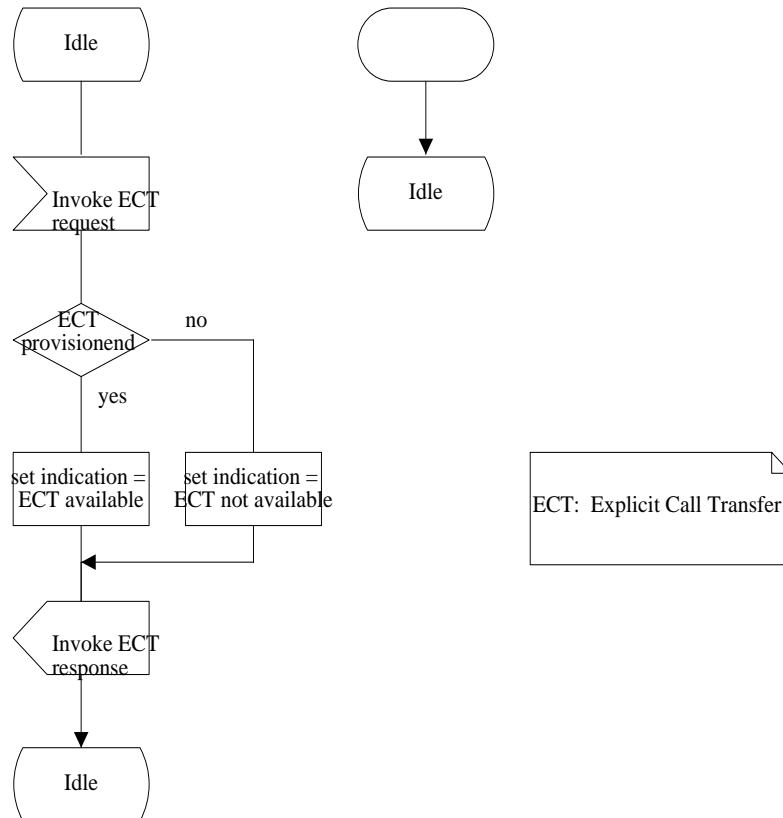 Idle
Invoke ECT
request
ECT
provisionend
no
yes
set indication =
ECT available
set indication =
ECT not available
Invoke ECT
response
Idle
Idle
ECT:  Explicit Call Transfer